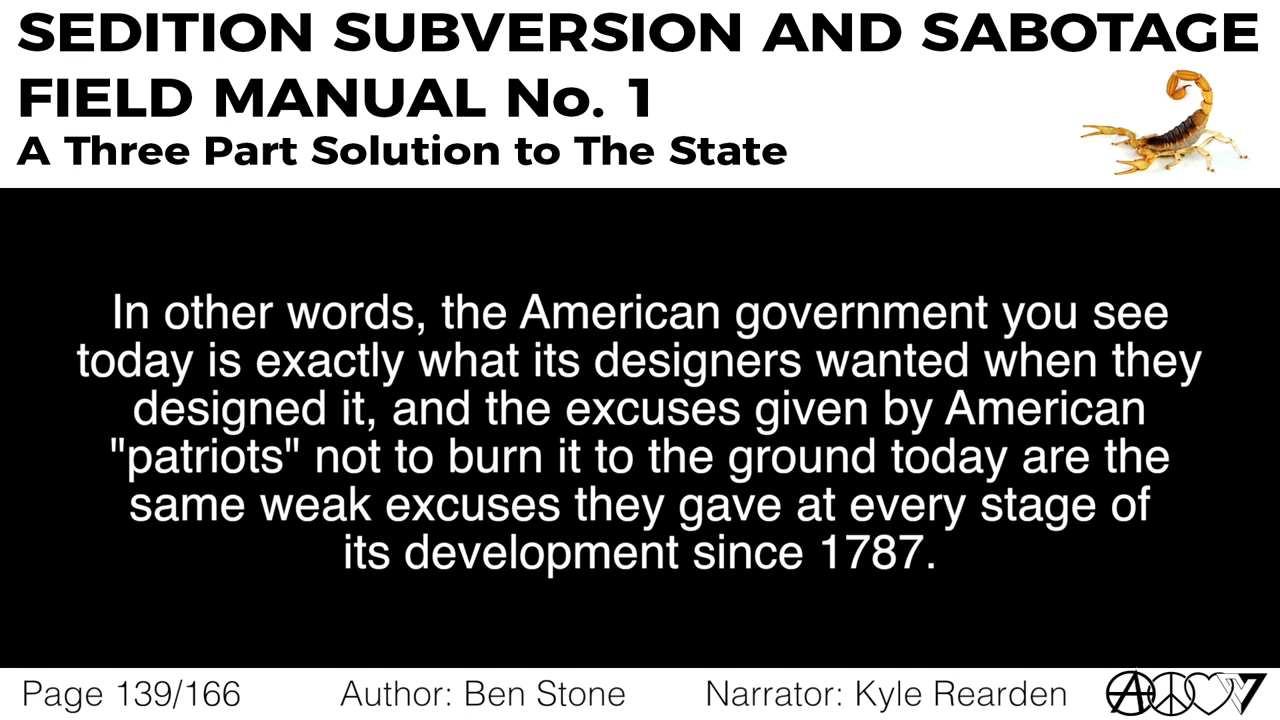 SEDITION SUBVERSION AND SABOTAGE
FIELD MANUAL No. 1
A Three Part Solution to The State
In other words, the American government you see
today is exactly what its designers wanted when they
designed it, and the excuses given by American
"patriots" not to burn it to the ground today are the
same weak excuses they gave at every stage of
its development since 1787.
Page 139/166 Author: Ben Stone Narrator: Kyle Rearden